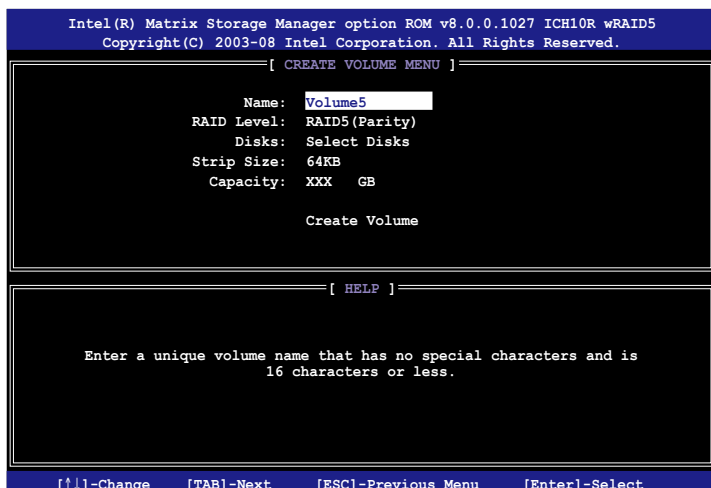 Intel(R) Matrix Storage Manager option ROM v8.0.0.1027 ICH10R wRAID5
Copyright(C) 2003-08 Intel Corporation. All Rights Reserved.
[ CREATE VOLUME MENU ]
Name: Volume5
RAID Level: RAID5(Parity)
Disks: Select Disks
Strip Size: 64KB
Capacity: XXX GB
Create Volume
[ HELP ]
Enter a unique volume name that has no special characters and is
16 characters or less.
[↑↓]-Change [TAB]-Next [ESC]-Previous Menu [Enter]-Select